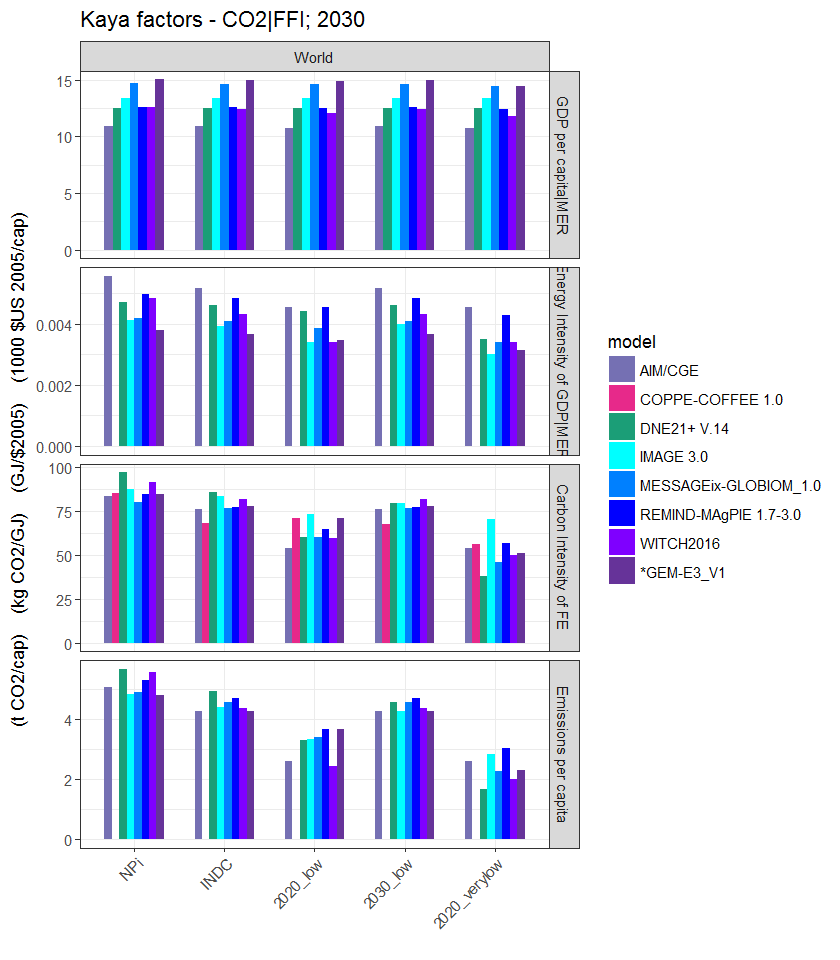 Kaya factors - CO2|FFI; 2030
World
15
10
5
0
GDP per capita|MER
0.004
0.002
0.000
Energy Intensity of GDP|MER
100
75
50
25
0
Carbon Intensity of FE
4
2
0
Emissions per capita
(t CO2/cap) (kg CO2/GJ) (GJ/$2005) (1000 $US 2005/cap)
NPi
INDC
2020_low
2030_low
2020_verylow
model
AIM/CGE
COPPE-COFFEE 1.0
DNE21+ V.14
IMAGE 3.0
MESSAGEix-GLOBIOM_1.0
REMIND-MAgPIE 1.7-3.0
WITCH2016
*GEM-E3_V1